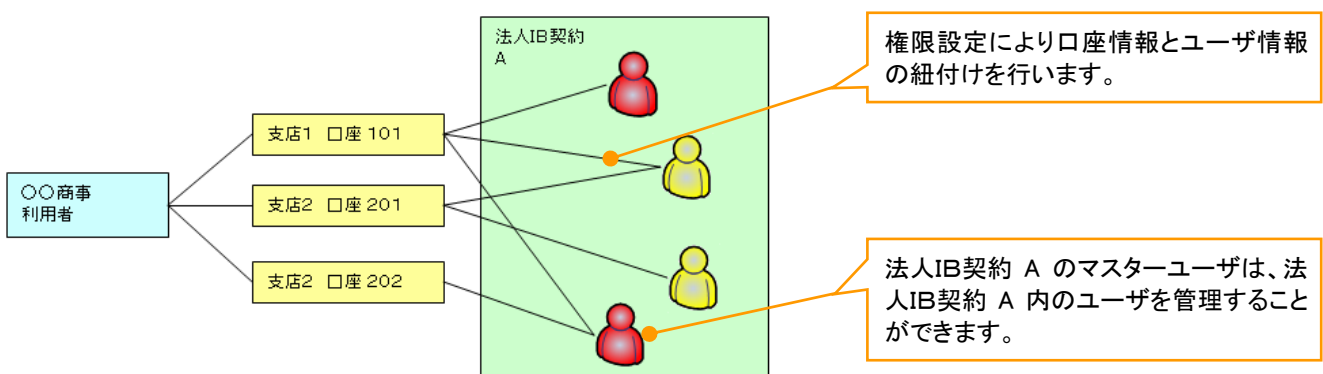 法人IB契約
A
権限設定により口座情報とユーザ情報
の紐付けを行います。
支店1 口座 101
〇〇商事
利用者
支店2 口座 201
支店2 口座 202
法人IB契約 A のマスターユーザは、法
人IB契約 A 内のユーザを管理すること
ができます。